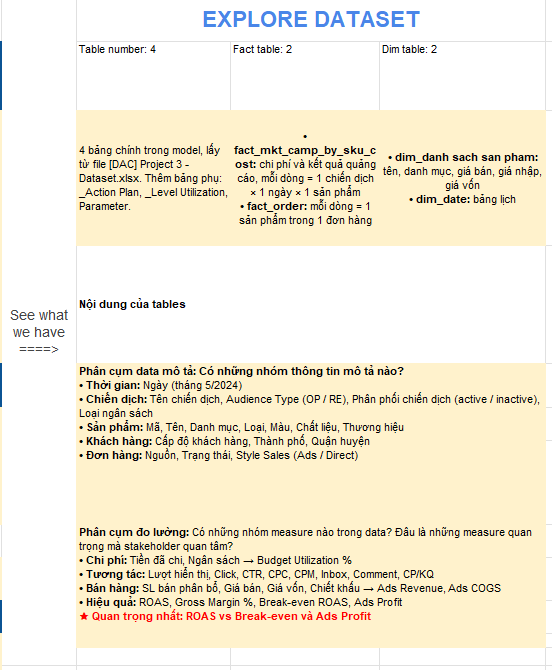 EXPLORE DATASET
Table number: 4
Fact table: 2
Dim table: 2
4 bảng chính trong model, lấy
từ file [DAC] Project 3 -
Dataset.xlsx. Thêm bảng phụ:
_Action Plan, _Level Utilization,
Parameter.
•
fact_mkt_camp_by_sku_c
ost: chi phí và kết quả quảng
cáo, mỗi dòng = 1 chiến dịch
× 1 ngày × 1 sản phẩm
• fact_order: mỗi dòng = 1
sản phẩm trong 1 đơn hàng
• dim_danh sach san pham:
tên, danh mục, giá bán, giá nhập,
giá vốn
• dim_date: bảng lịch
See what
we have
====>
Nội dung của tables
Phân cụm data mô tả: Có những nhóm thông tin mô tả nào?
• Thời gian: Ngày (tháng 5/2024)
• Chiến dịch: Tên chiến dịch, Audience Type (OP / RE), Phân phối chiến dịch (active / inactive),
Loại ngân sách
• Sản phẩm: Mã, Tên, Danh mục, Loại, Màu, Chất liệu, Thương hiệu
• Khách hàng: Cấp độ khách hàng, Thành phố, Quận huyện
• Đơn hàng: Nguồn, Trạng thái, Style Sales (Ads / Direct)
Phân cụm đo lường: Có những nhóm measure nào trong data? Đâu là những measure quan
trọng mà stakeholder quan tâm?
• Chi phí: Tiền đã chi, Ngân sách → Budget Utilization %
• Tương tác: Lượt hiển thị, Click, CTR, CPC, CPM, Inbox, Comment, CP/KQ
• Bán hàng: SL bán phân bổ, Giá bán, Giá vốn, Chiết khấu → Ads Revenue, Ads COGS
• Hiệu quả: ROAS, Gross Margin %, Break-even ROAS, Ads Profit
★ Quan trọng nhất: ROAS vs Break-even và Ads Profit